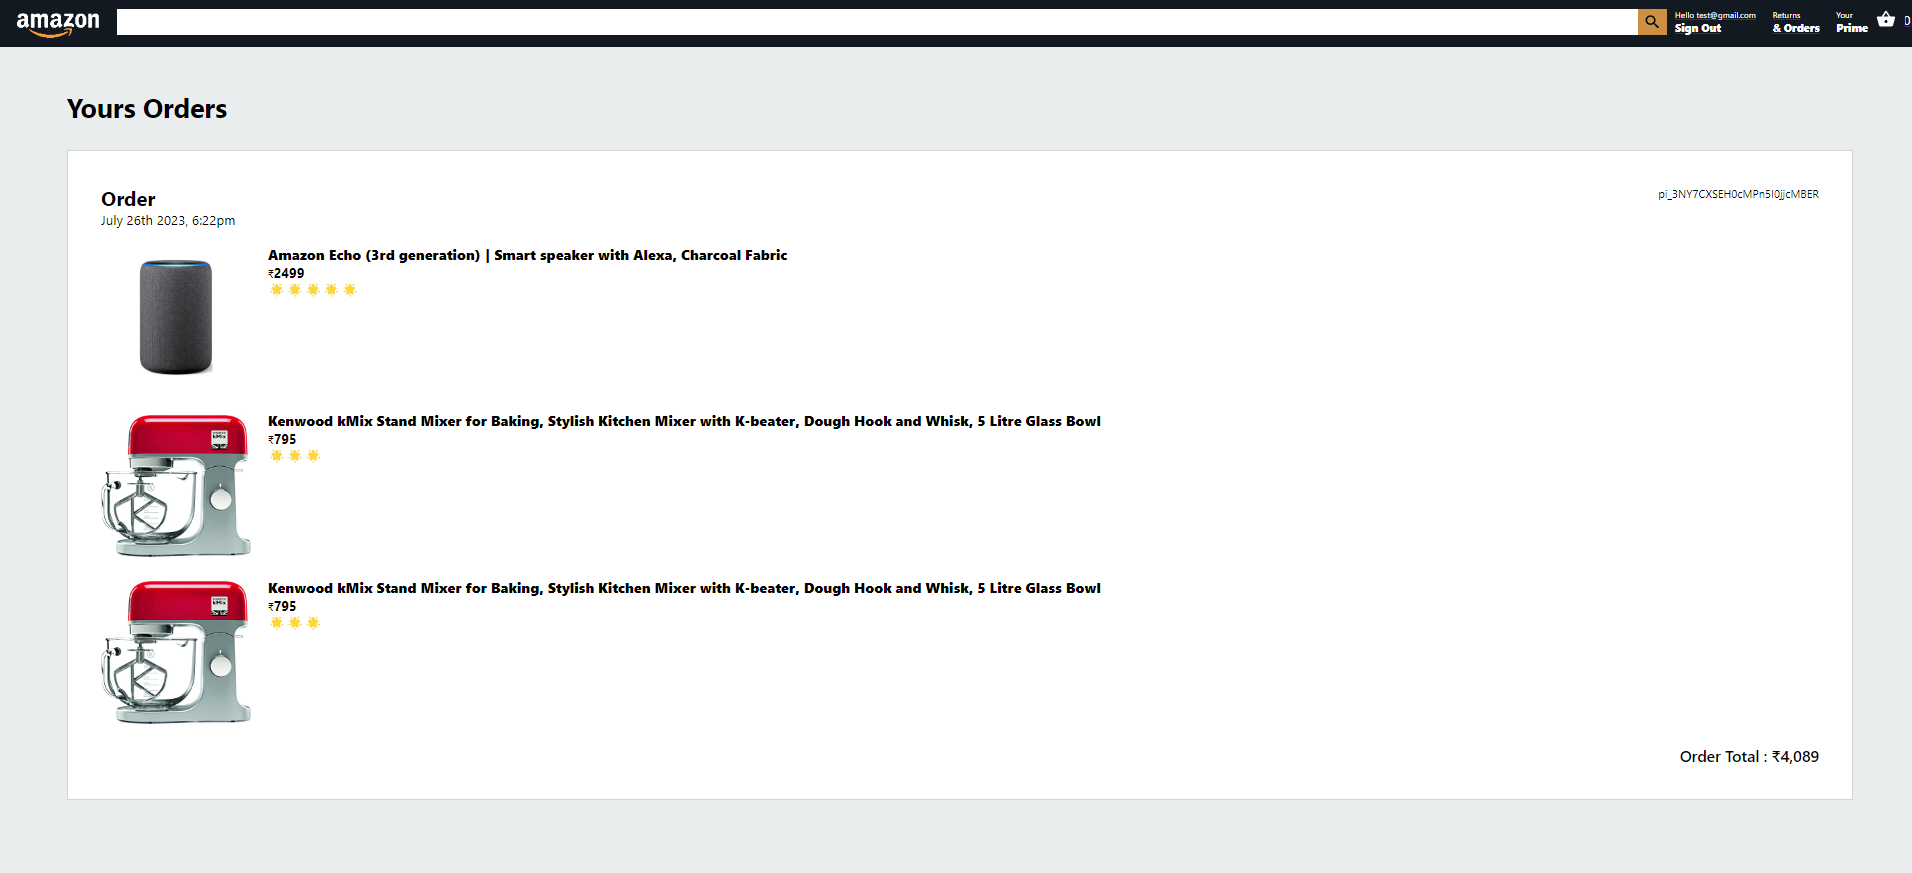 amazon
Hello test@gmail.com
Sign Out
Returns
& Orders
Your
Prime
0
Yours Orders
Order
pi_3NY7CXSEH0cMPn5I0jjcMBER
July 26th 2023, 6:22pm
Amazon Echo (3rd generation) | Smart speaker with Alexa, Charcoal Fabric
₹2499
Kenwood kMix Stand Mixer for Baking, Stylish Kitchen Mixer with K-beater, Dough Hook and Whisk, 5 Litre Glass Bowl
₹795
kMix
Kenwood kMix Stand Mixer for Baking, Stylish Kitchen Mixer with K-beater, Dough Hook and Whisk, 5 Litre Glass Bowl
₹795
kMix
Order Total : ₹4,089